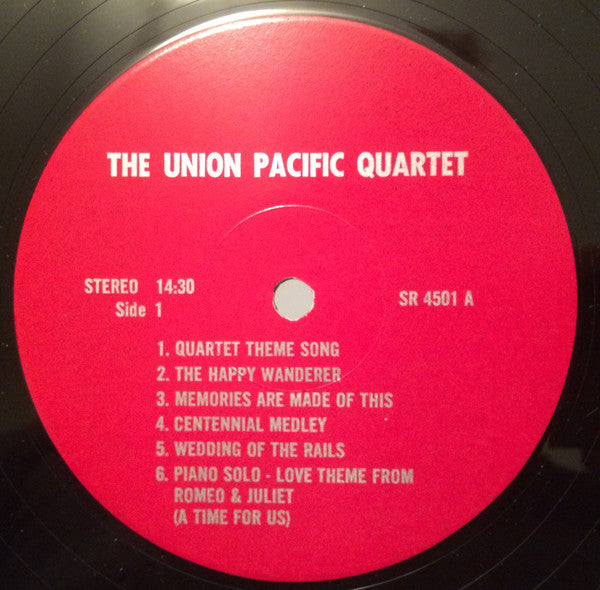 THE UNION PACIFIC QUARTET
STEREO 14:30
Side 1
SR 4501 A
1. QUARTET THEME SONG
2. THE HAPPY WANDERER
3. MEMORIES ARE MADE OF THIS
4. CENTENNIAL MEDLEY
5. WEDDING OF THE RAILS
6. PIANO SOLO - LOVE THEME FROM
ROMEO & JULIET
(A TIME FOR US)